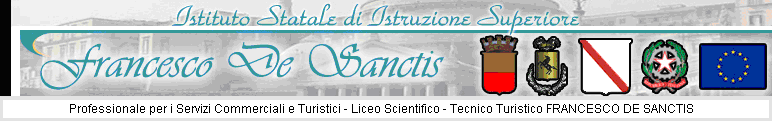 Istituto Statale di Istruzione Superiore
Francesco De Sanctis
Professionale per i Servizi Commerciali e Turistici - Liceo Scientifico - Tecnico Turistico FRANCESCO DE SANCTIS